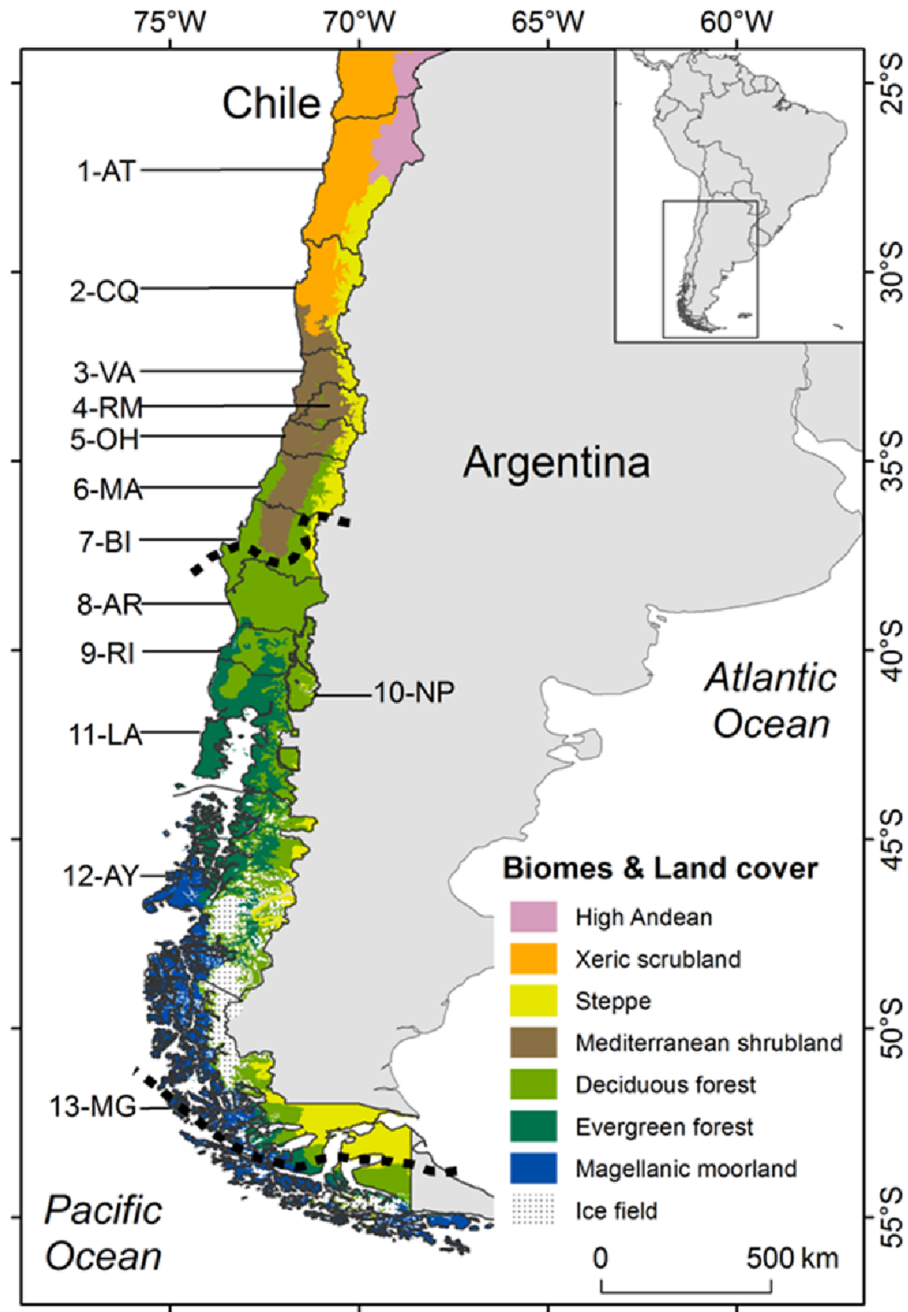 75°W 70°W 65°W 60°W
Chile
25°S
1-AT
30°S
2-CQ
3-VA
4-RM
5-OH
Argentina
35°S
6-MA
7-BI
8-AR
9-RI
40°S
10-NP
Atlantic
Ocean
11-LA
45°S
12-AY
Biomes & Land cover
High Andean
Xeric scrubland
Steppe
Mediterranean shrubland
Deciduous forest
Evergreen forest
Magellanic moorland
Ice field
50°S
13-MG
Pacific
Ocean
55°S
0 500 km